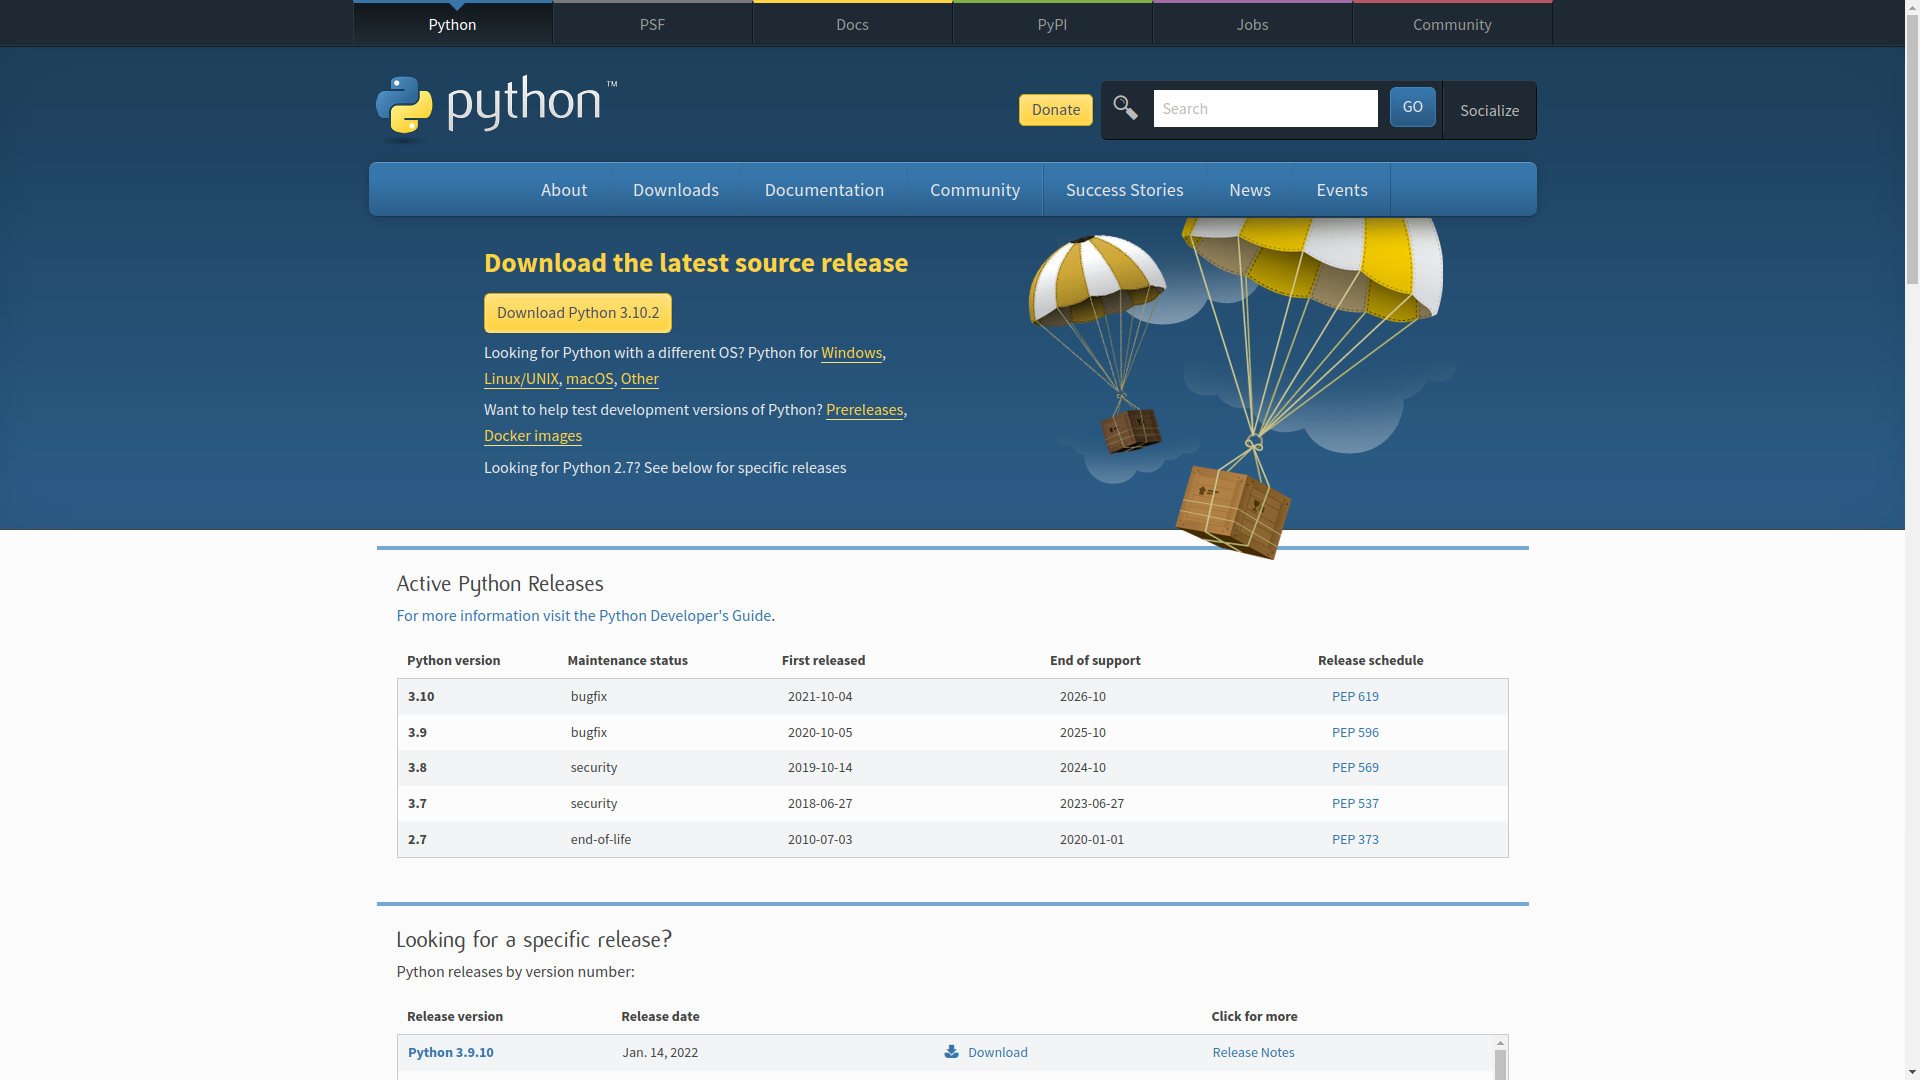 Python
PSF
Docs
PyPI
Jobs
Community
python™
Donate
Search
GO
Socialize
About
Downloads
Documentation
Community
Success Stories
News
Events
Download the latest source release
Download Python 3.10.2
Looking for Python with a different OS? Python for Windows,
Linux/UNIX, macOS, Other
Want to help test development versions of Python? Prereleases,
Docker images
Looking for Python 2.7? See below for specific releases
Active Python Releases
For more information visit the Python Developer's Guide.
Python version Maintenance status First released End of support Release schedule
3.10 bugfix 2021-10-04 2026-10 PEP 619
3.9 bugfix 2020-10-05 2025-10 PEP 596
3.8 security 2019-10-14 2024-10 PEP 569
3.7 security 2018-06-27 2023-06-27 PEP 537
2.7 end-of-life 2010-07-03 2020-01-01 PEP 373
Looking for a specific release?
Python releases by version number:
Release version Release date Click for more
Python 3.9.10 Jan. 14, 2022 Download Release Notes